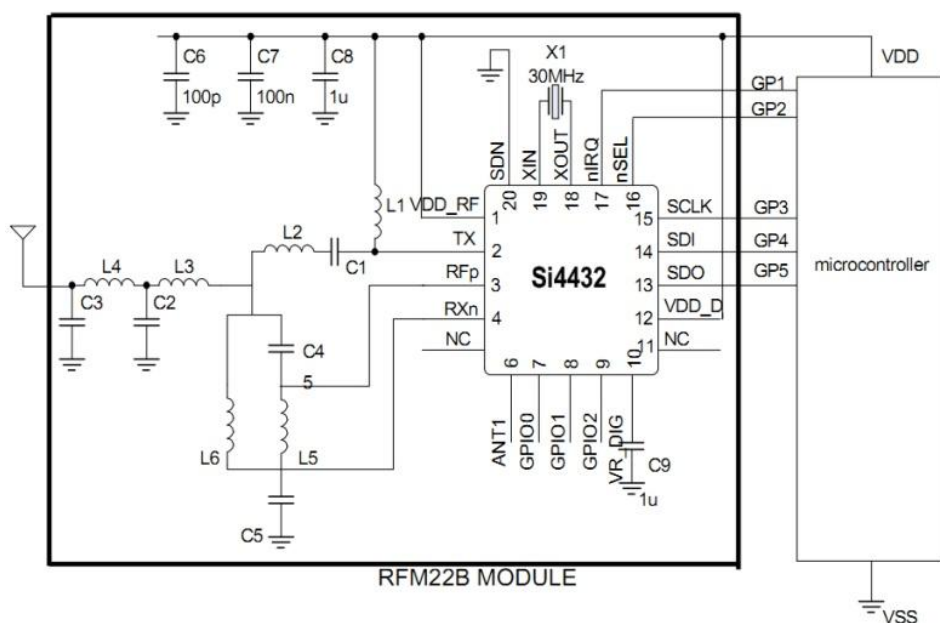 C6
100p
C7
100n
C8
1u
X1
30MHz
VDD
GP1
GP2
SDN
XIN
XOUT
nIRQ
nSEL
20
19
18
17
16
L1
VDD_RF
1
15
SCLK
GP3
L2
C1
TX
2
14
SDI
GP4
L4
L3
RFp
3
Si4432
13
SDO
GP5
microcontroller
C3
C2
RXn
4
12
VDD_D
NC
11
NC
C4
5
6
7
8
9
10
ANT1
GPIO0
GPIO1
GPIO2
VR_DIG
C9
1u
L6
L5
C5
RFM22B MODULE
VSS